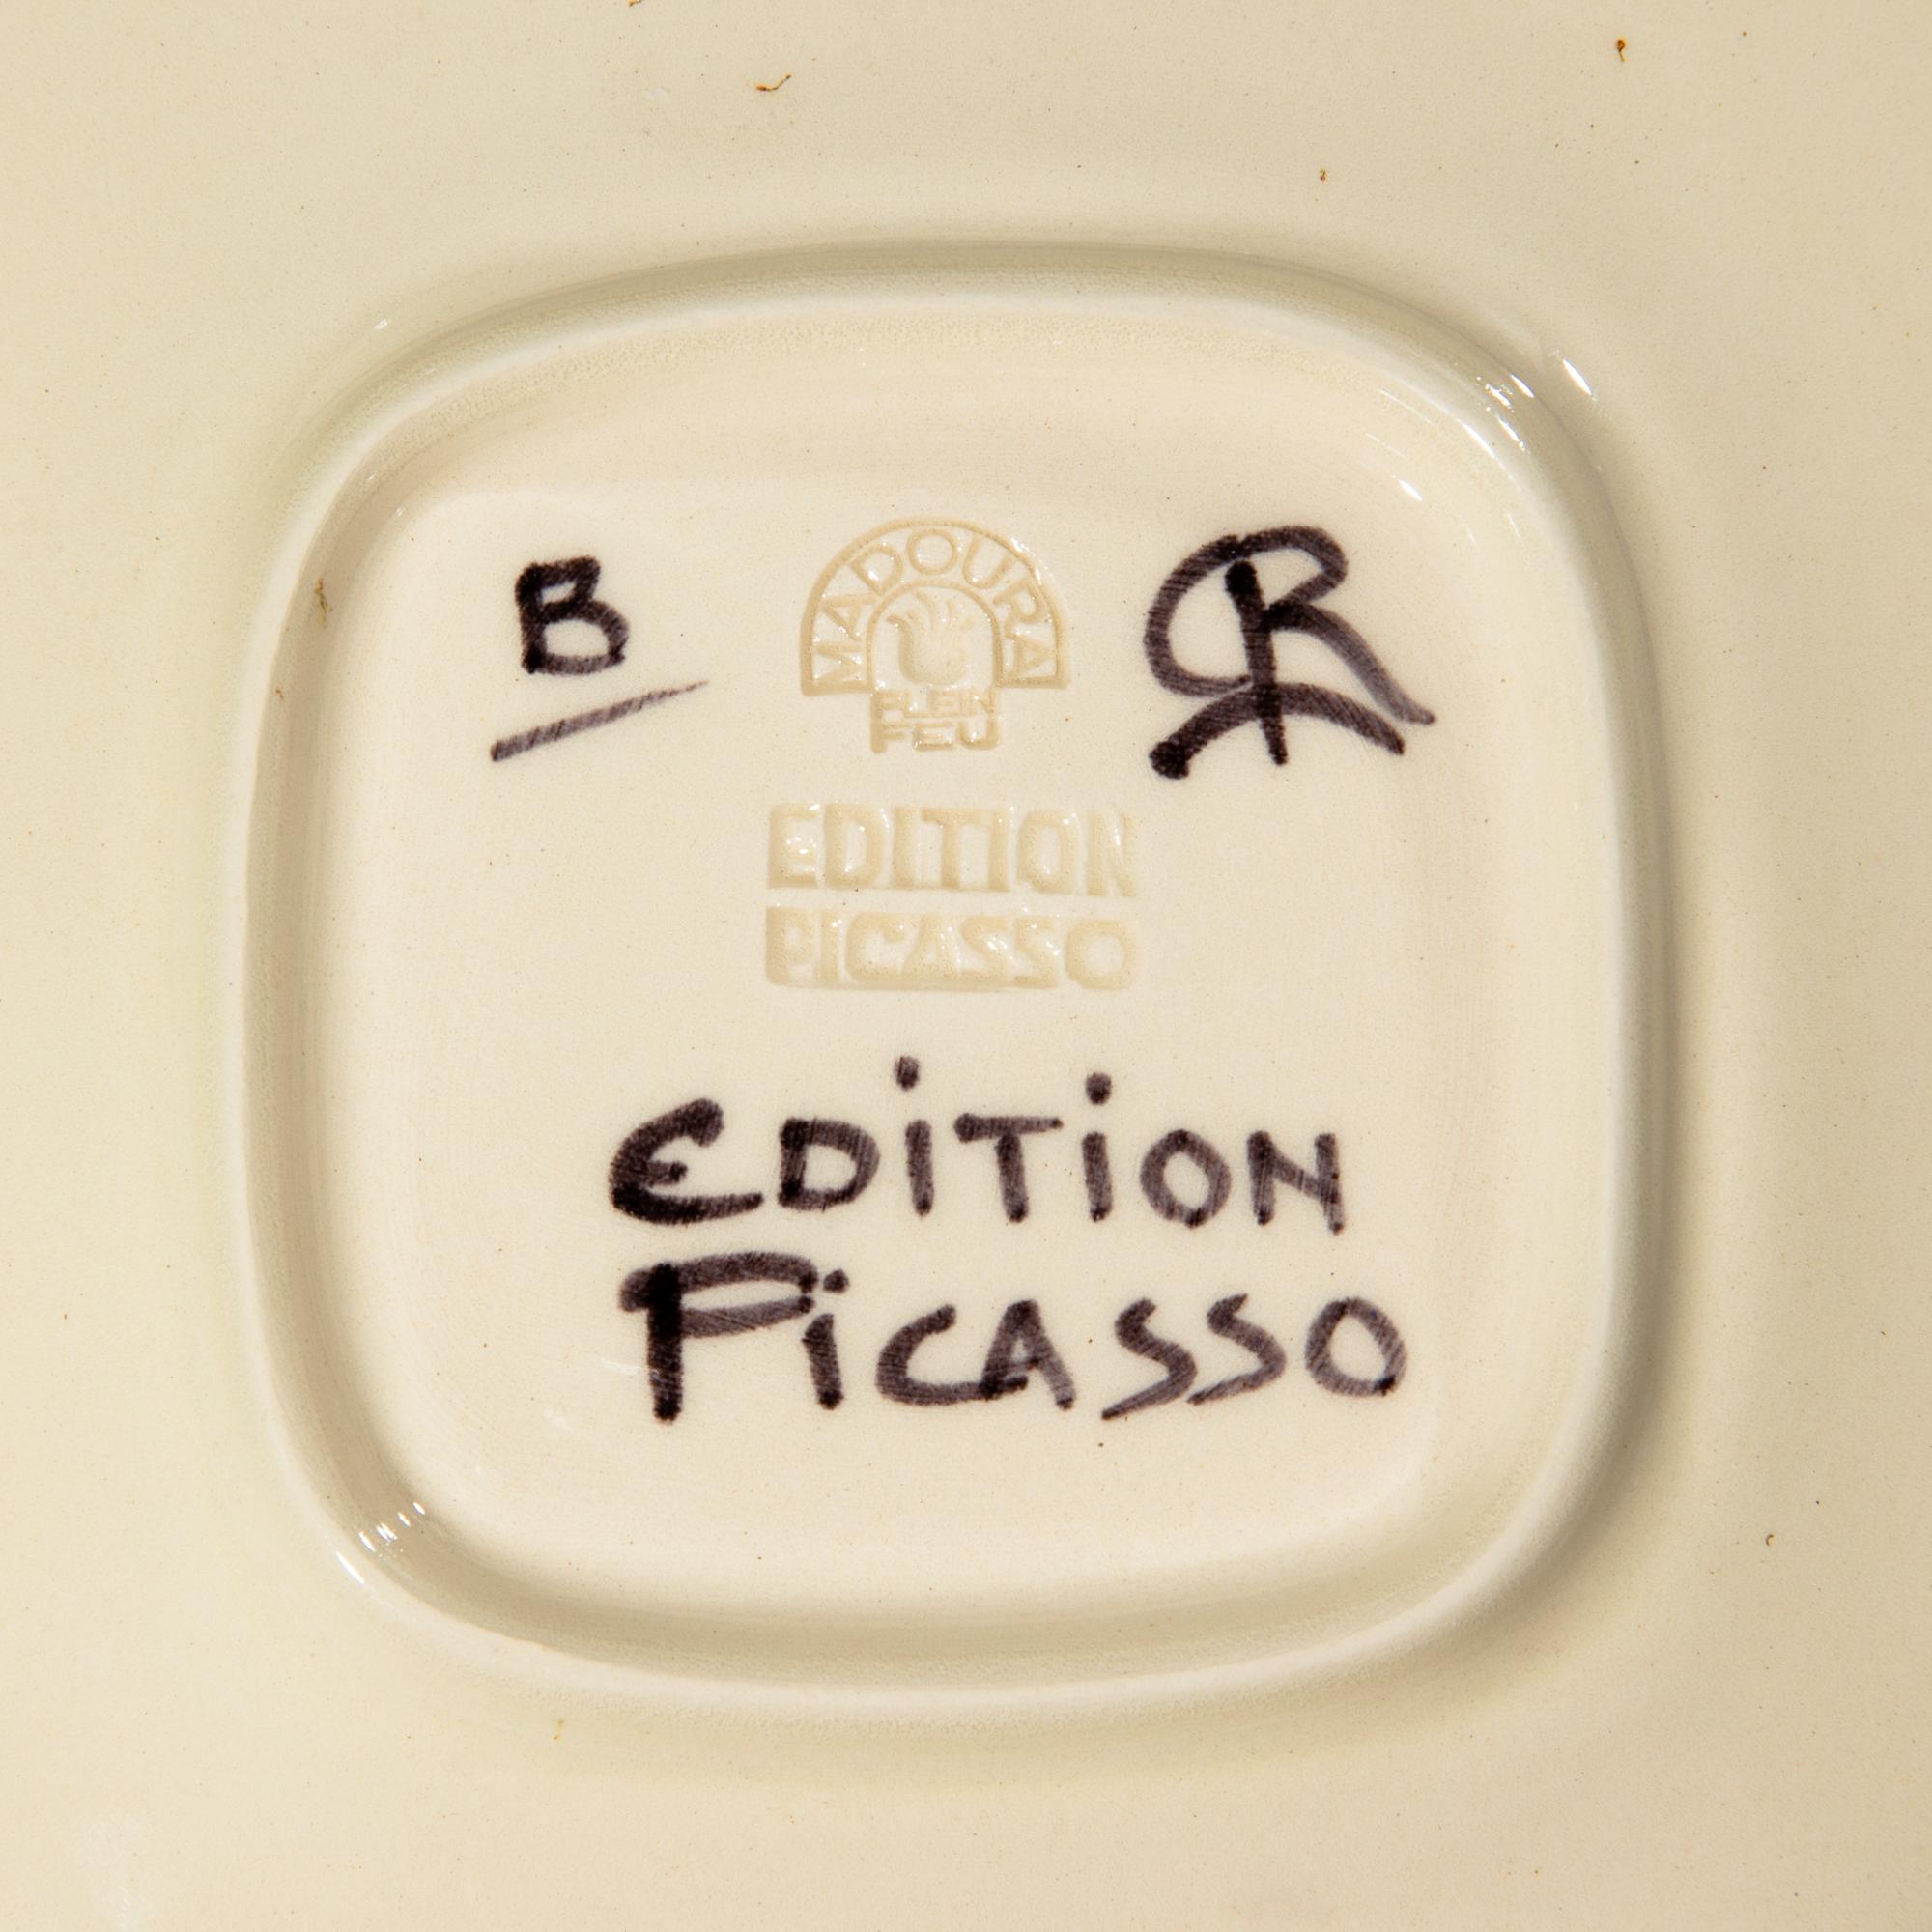 B
MADOURA
PLEIN
FEU
EDITION
PICASSO
EDiTiON
PiCASSO